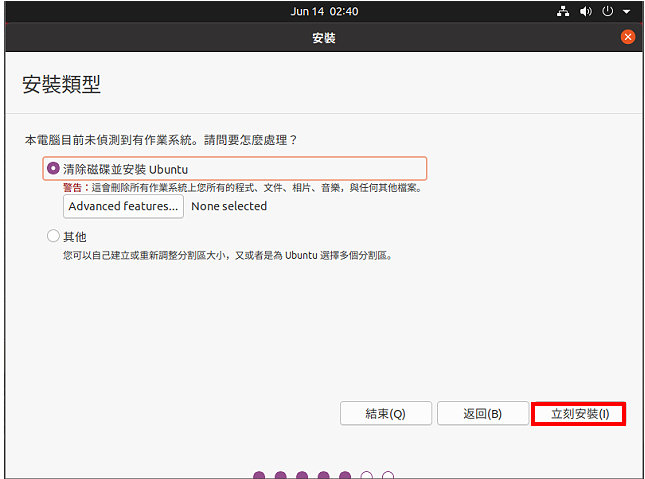 Jun 14 02:40
安裝
安裝類型
本電腦目前未偵測到有作業系統。請問要怎麼處理？
清除磁碟並安裝 Ubuntu
警告：這會刪除所有作業系統上您所有的程式、文件、相片、音樂，與任何其他檔案。
Advanced features... None selected
其他
您可以自己建立或重新調整分割區大小，又或者是為 Ubuntu 選擇多個分割區。
結束(Q) 返回(B) 立刻安裝(I)